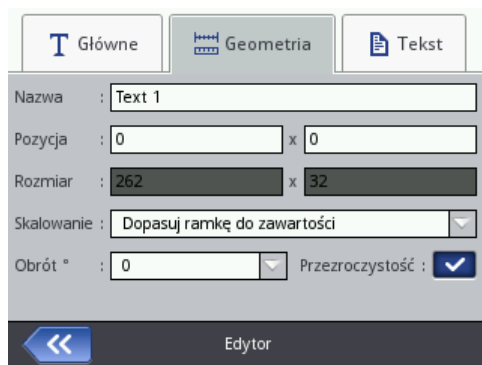 Główne Geometria Tekst
Nazwa : Text 1
Pozycja : 0 x 0
Rozmiar : 262 x 32
Skalowanie : Dopasuj ramkę do zawartości
Obrót ° : 0 Przezroczystość :
Edytor